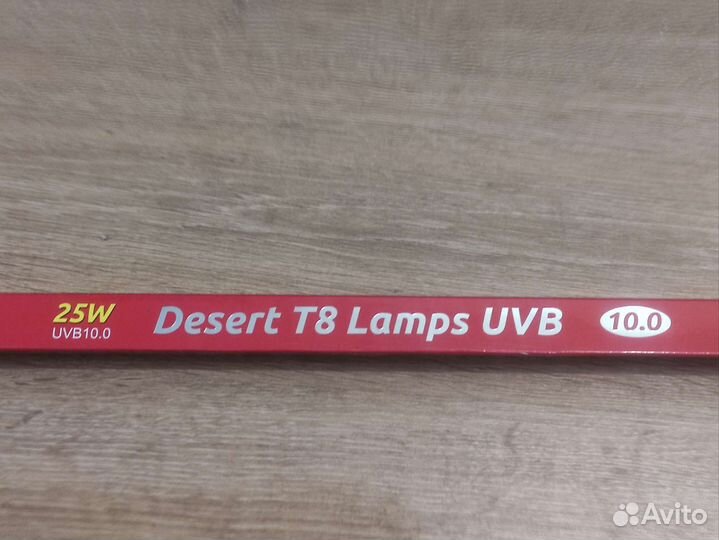 25W
UVB10.0
Desert T8 Lamps UVB 10.0
Avito